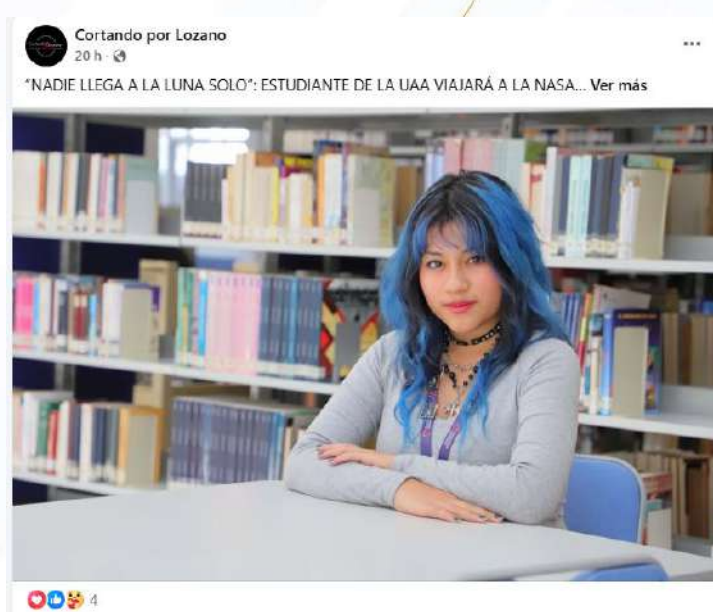 Cortando por Lozano
20 h
"NADIE LLEGA A LA LUNA SOLO": ESTUDIANTE DE LA UAA VIAJARÁ A LA NASA... Ver más
4